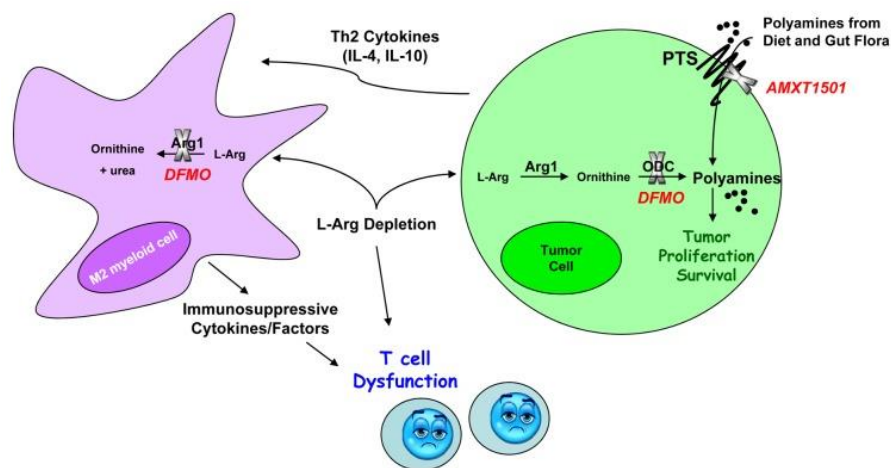 Th2 Cytokines
(IL-4, IL-10)
Polyamines from
Diet and Gut Flora
PTS
AMXT1501
Arg1
Ornithine
L-Arg
+ urea
DFMO
M2 myeloid cell
L-Arg Depletion
L-Arg
Arg1
Ornithine
ODC
Polyamines
DFMO
Tumor
Cell
Tumor
Proliferation
Survival
Immunosuppressive
Cytokines/Factors
T cell
Dysfunction